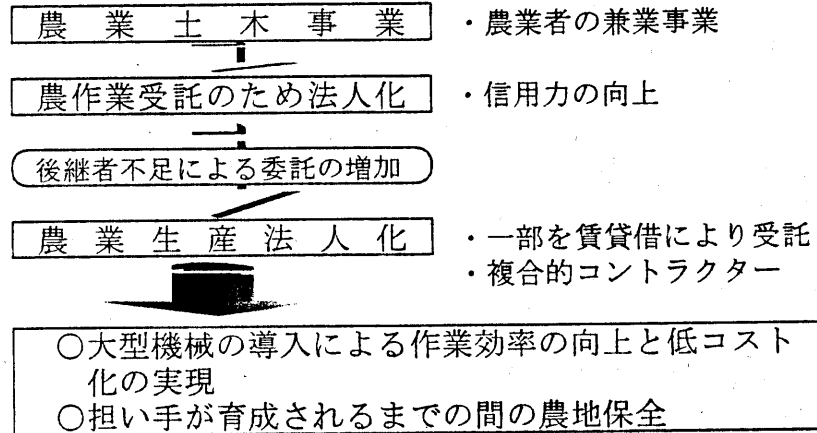 農業土木事業 ・農業者の兼業事業
農作業受託のため法人化 ・信用力の向上
後継者不足による委託の増加
農業生産法人化 ・一部を賃貸借により受託
・複合的コントラクター
○大型機械の導入による作業効率の向上と低コスト
化の実現
○担い手が育成されるまでの間の農地保全